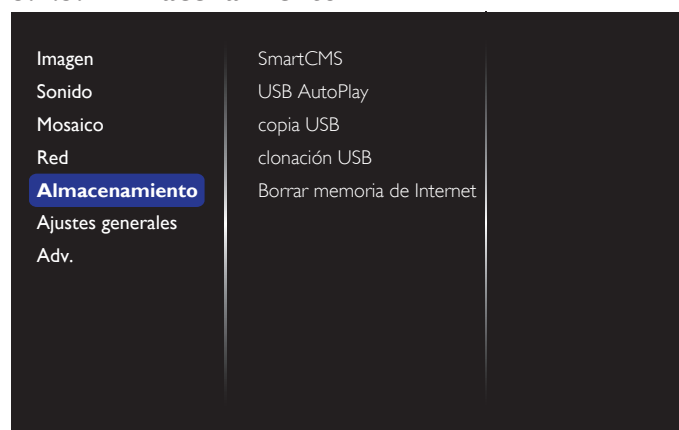 Imagen
Sonido
Mosaico
Red
Almacenamiento
Ajustes generales
Adv.
SmartCMS
USB AutoPlay
copia USB
clonación USB
Borrar memoria de Internet